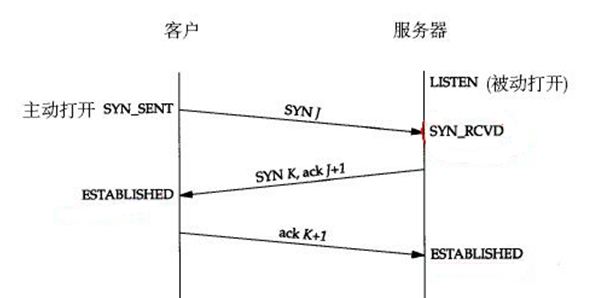 客户 服务器
LISTEN (被动打开)
主动打开 SYN_SENT
SYN J
SYN_RCVD
SYN K, ack J+1
ESTABLISHED
ack K+1
ESTABLISHED